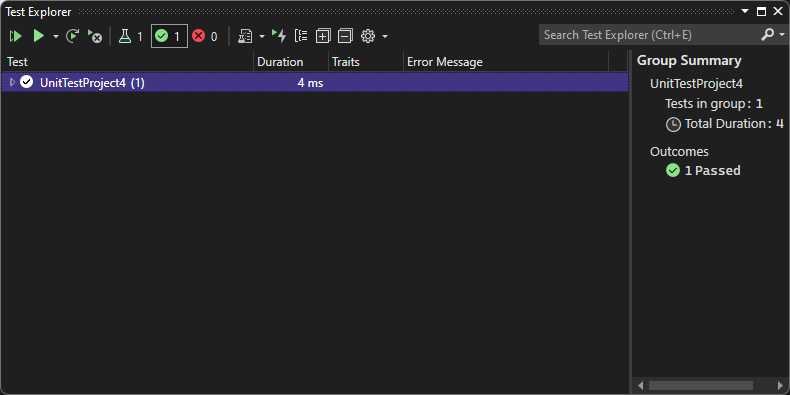 Test Explorer
1 1 0
Search Test Explorer (Ctrl+E)
Test Duration Traits Error Message
UnitTestProject4 (1) 4 ms
Group Summary
UnitTestProject4
Tests in group: 1
Total Duration: 4
Outcomes
1 Passed